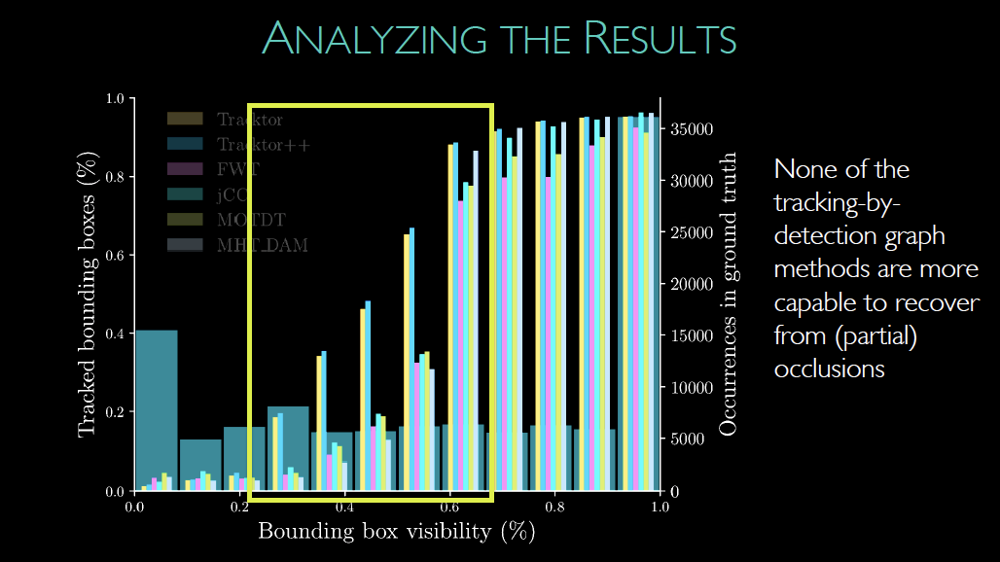 ANALYZING THE RESULTS
Tracked bounding boxes (%)
1.0
0.8
0.6
0.4
0.2
0.0
Tracktor
Tracktor++
FWT
jCC
MOTDT
MHT_DAM
0.0
0.2
0.4
0.6
0.8
1.0
Bounding box visibility (%)
35000
30000
25000
20000
15000
10000
5000
0
Occurrences in ground truth
None of the
tracking-by-
detection graph
methods are more
capable to recover
from (partial)
occlusions